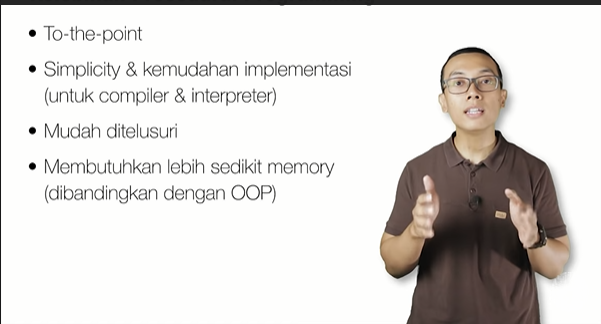 • To-the-point
• Simplicity & kemudahan implementasi
(untuk compiler & interpreter)
• Mudah ditelusuri
• Membutuhkan lebih sedikit memory
(dibandingkan dengan OOP)